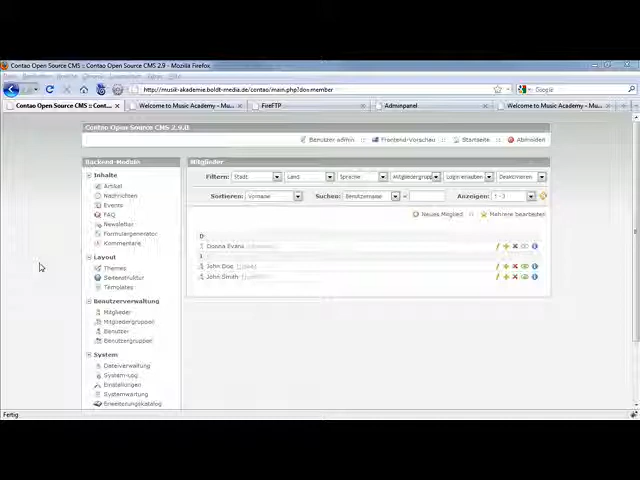 Contao Open Source CMS :: Contao Open Source CMS 2.9 - Mozilla Firefox
http://musik-akademie.boldt-media.de/contao/main.php?do=member
Google
Contao Open Source CMS :: Cont...
Welcome to Music Academy - Mu...
FireFTP
Adminpanel
Welcome to Music Academy - Mu...
Contao Open Source CMS 2.9.0
Benutzer admin
Frontend-Vorschau
Startseite
Abmelden
Backend-Module
Mitglieder
Inhalte
Filtern: Stadt Land Sprache Mitgliedergrupp Login erlauben Deaktivieren
Artikel
Nachrichten
Sortieren: Vorname Suchen: Benutzername = Anzeigen: 1 - 3
Events
FAQ
Neues Mitglied
Mehrere bearbeiten
Newsletter
Formulargenerator
D
Kommentare
Donna Evans
Layout
J
Themes
John Doe
Seitenstruktur
John Smith
Templates
Benutzerverwaltung
Mitglieder
Mitgliedergruppen
Benutzer
Benutzergruppen
System
Dateiverwaltung
System-Log
Einstellungen
Systemwartung
Erweiterungskatalog
Fertig